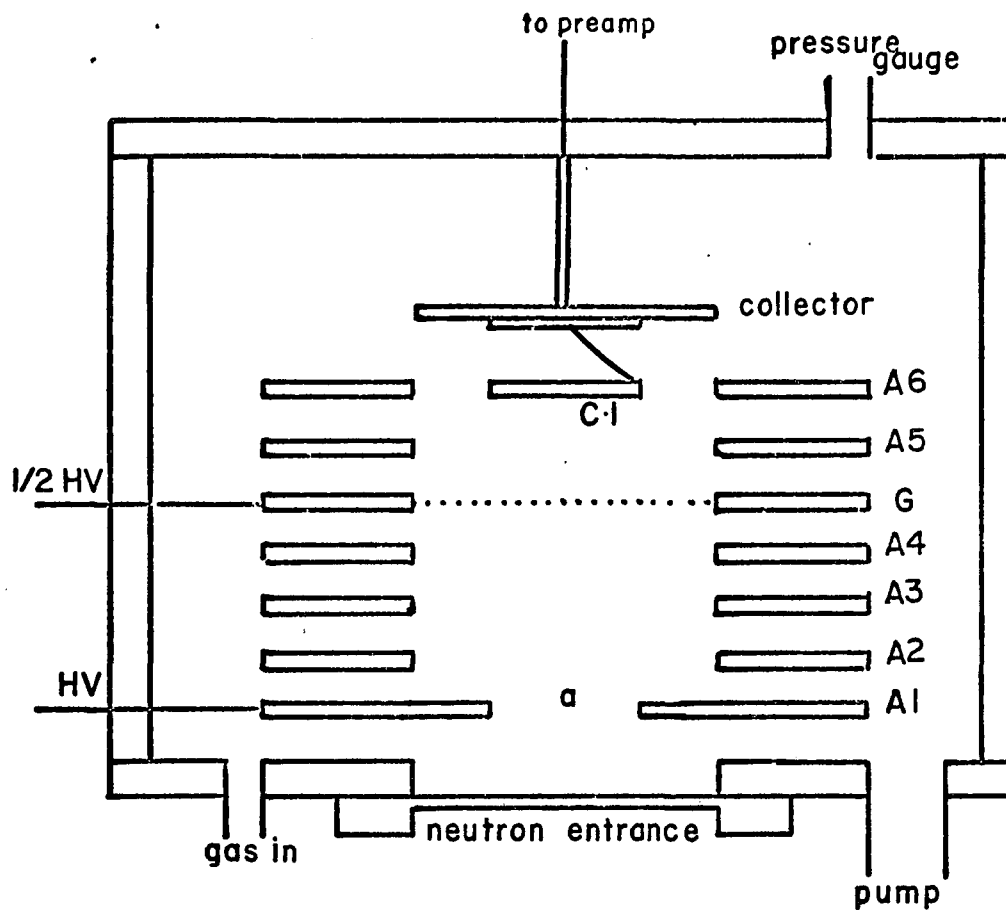 to preamp
pressure
gauge
collector
A6
C·I
A5
1/2 HV
G
A4
A3
A2
HV
a
A1
neutron entrance
gas in
pump